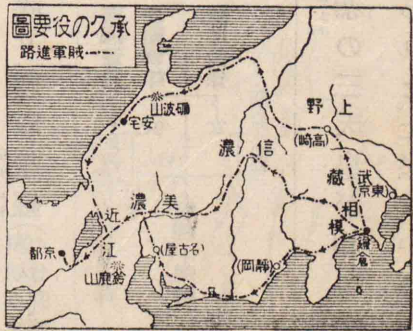 承久の役要圖
賊軍進路
礪波山
安宅
上野
(高崎)
信濃
武藏
(東京)
相模
鎌倉
美濃
近江
京都
鈴鹿山
(名古屋)
(靜岡)